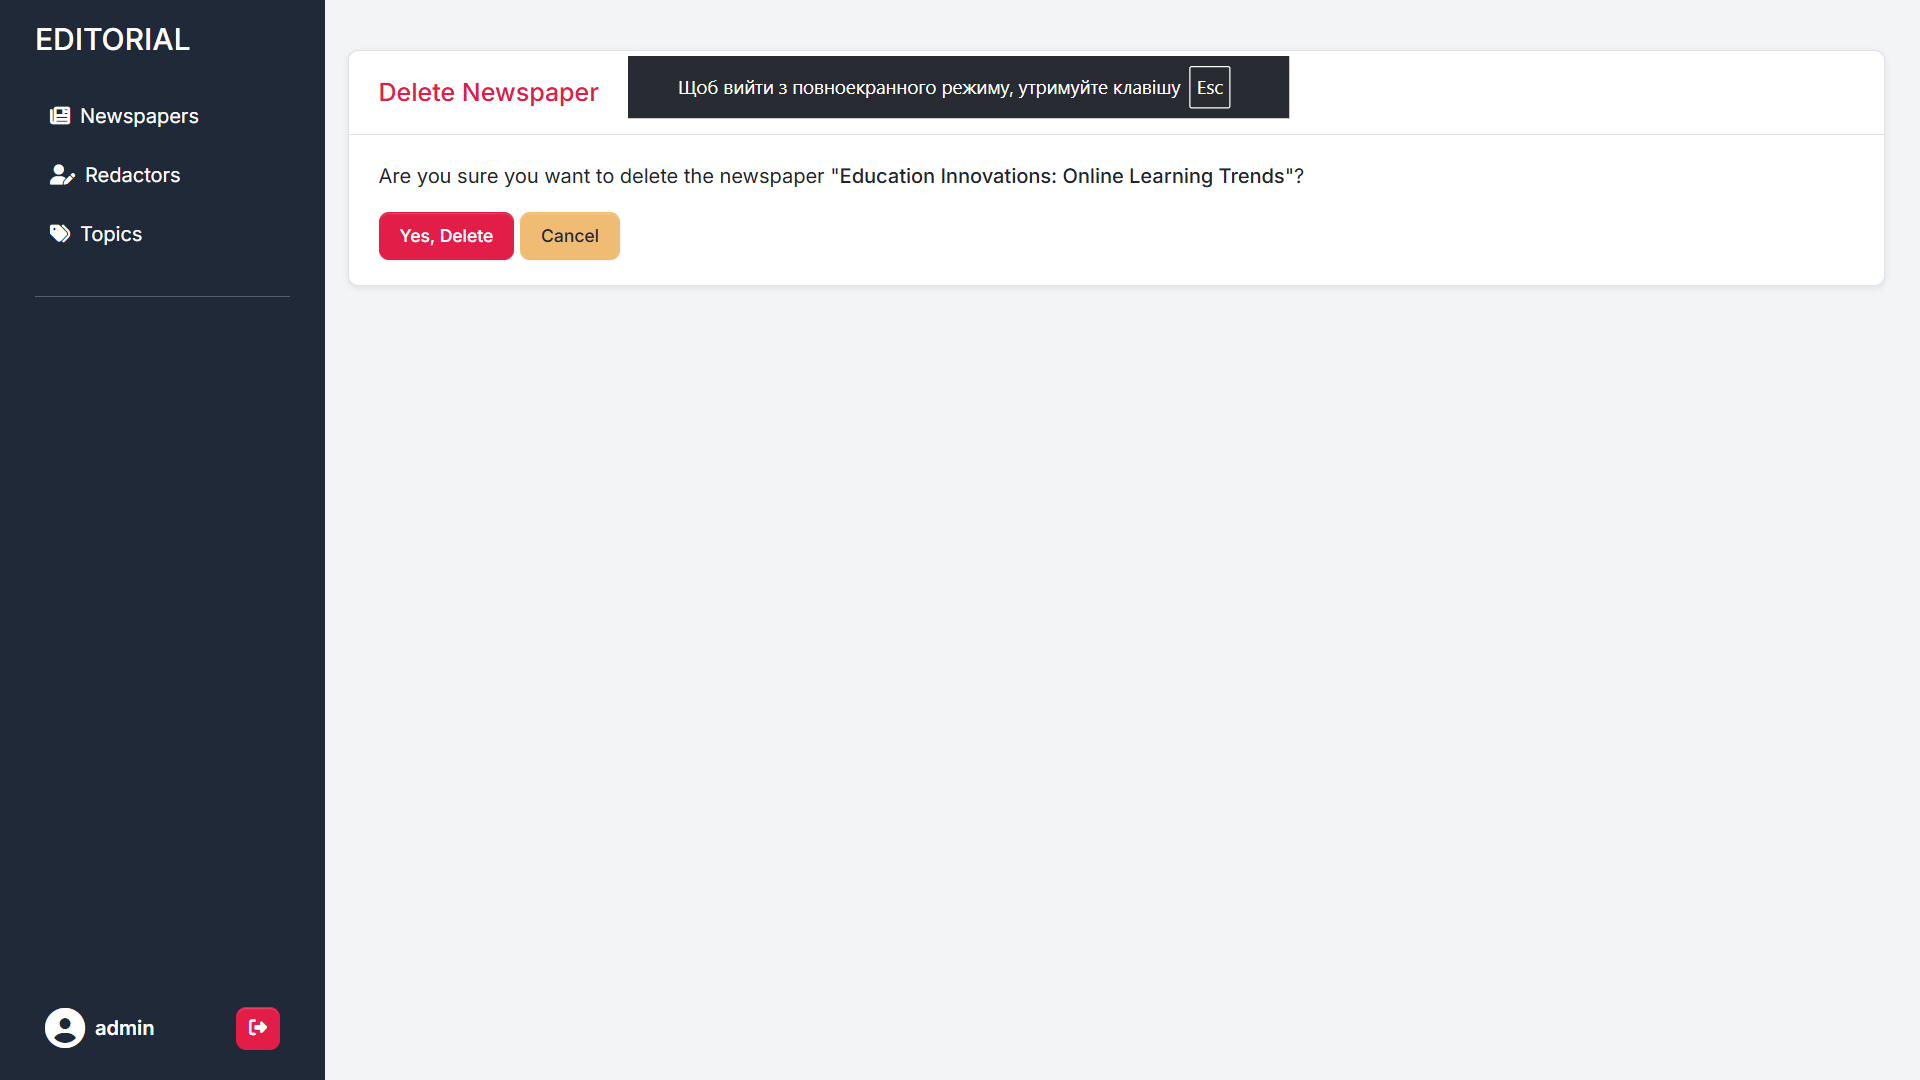 EDITORIAL
Newspapers
Redactors
Topics
admin
Delete Newspaper
Щоб вийти з повноекранного режиму, утримуйте клавішу Esc
Are you sure you want to delete the newspaper "Education Innovations: Online Learning Trends"?
Yes, Delete
Cancel